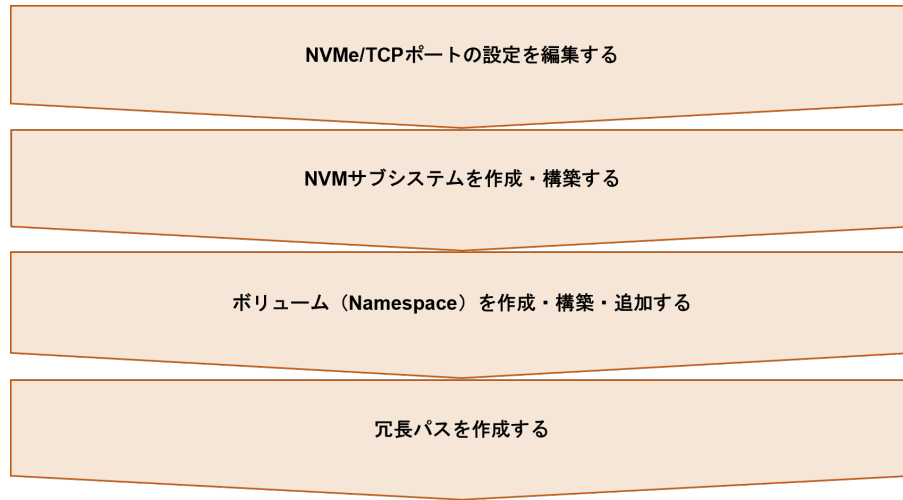 NVMe/TCPポートの設定を編集する
NVMサブシステムを作成・構築する
ボリューム（Namespace）を作成・構築・追加する
冗長パスを作成する